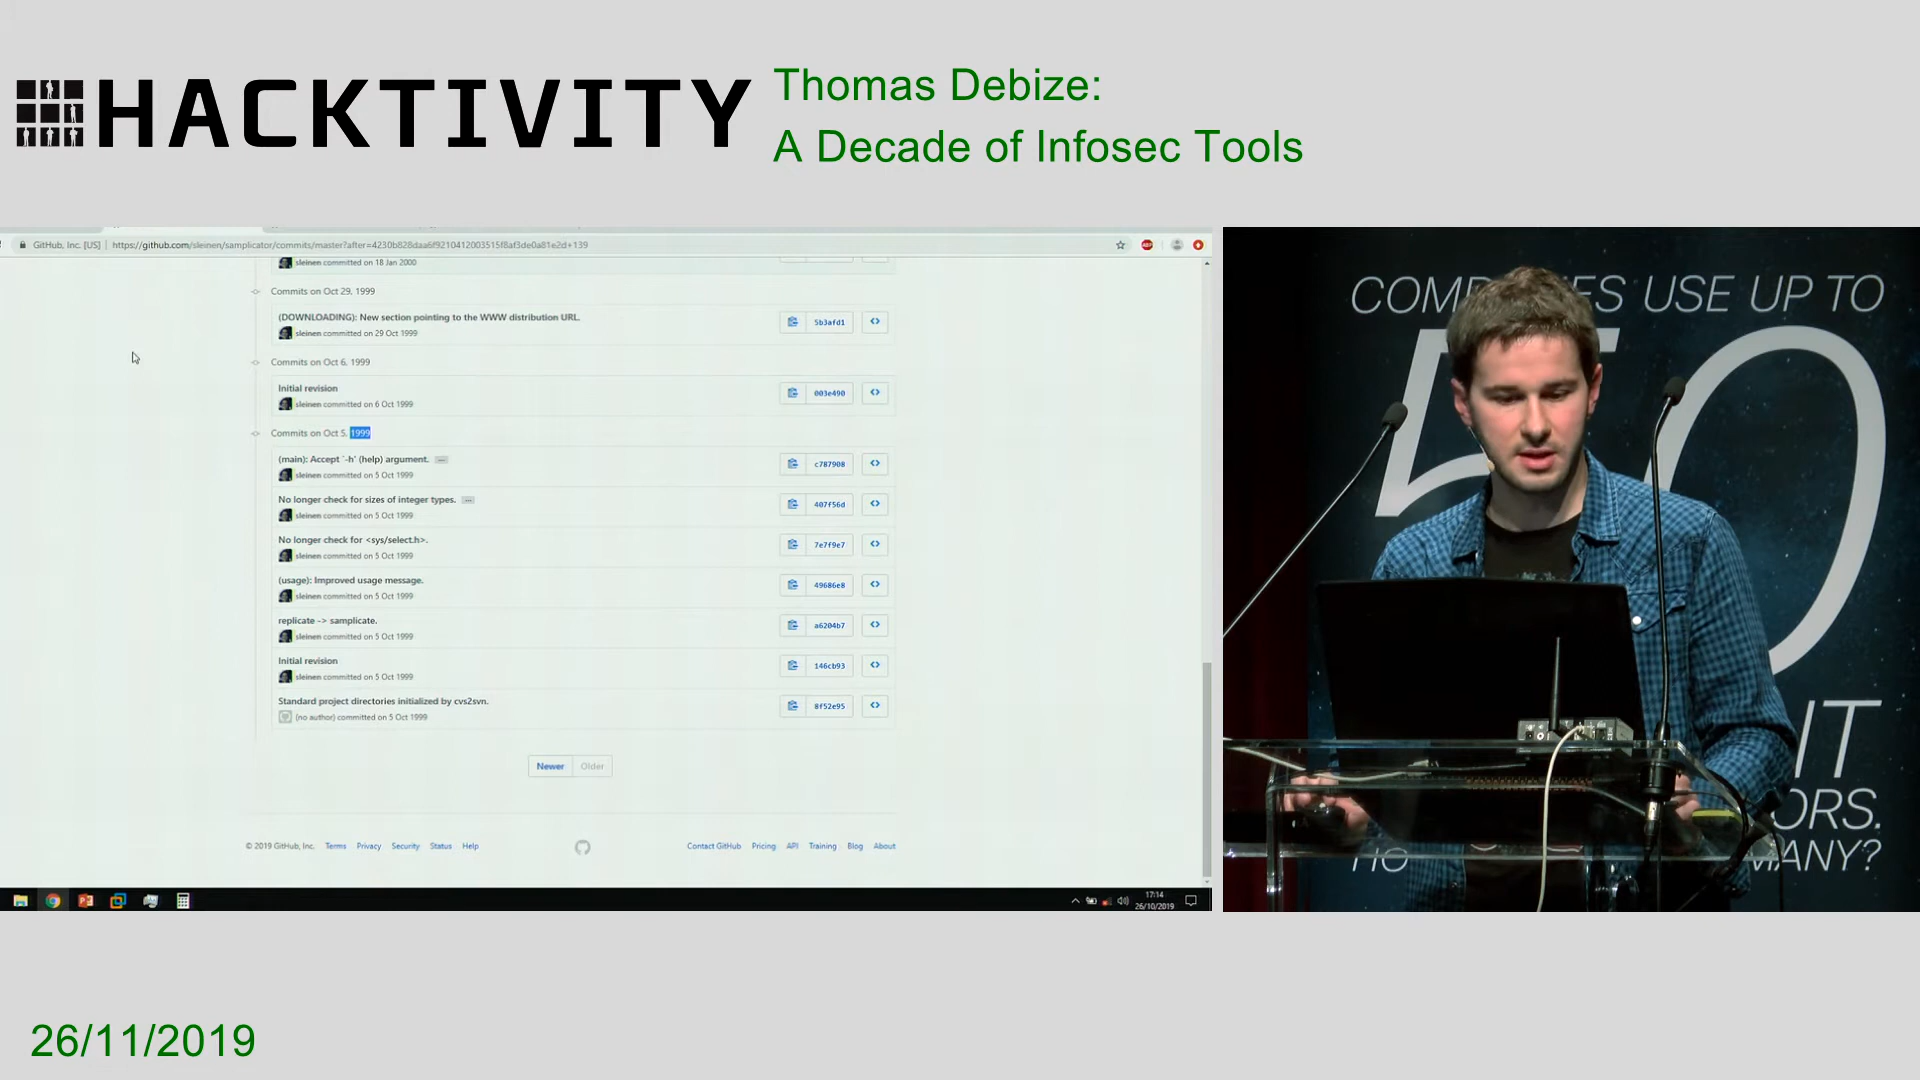 HACKTIVITY
Thomas Debize:
A Decade of Infosec Tools
GitHub, Inc. [US] | https://github.com/sleinen/samplicator/commits/master?after=4230b828daa6f9210412003515f8af3de0a81e2d+139
sleinen committed on 18 Jan 2000
Commits on Oct 29, 1999
(DOWNLOADING): New section pointing to the WWW distribution URL.
5b3afd1
sleinen committed on 29 Oct 1999
Commits on Oct 6, 1999
Initial revision
003e490
sleinen committed on 6 Oct 1999
Commits on Oct 5, 1999
(main): Accept `-h' (help) argument. ...
c787908
sleinen committed on 5 Oct 1999
No longer check for sizes of integer types. ...
407f56d
sleinen committed on 5 Oct 1999
No longer check for <sys/select.h>.
7e7f9e7
sleinen committed on 5 Oct 1999
(usage): Improved usage message.
49686e8
sleinen committed on 5 Oct 1999
replicate -> samplicate.
a6204b7
sleinen committed on 5 Oct 1999
Initial revision
146cb93
sleinen committed on 5 Oct 1999
Standard project directories initialized by cvs2svn.
8f52e95
(no author) committed on 5 Oct 1999
Newer Older
© 2019 GitHub, Inc. Terms Privacy Security Status Help Contact GitHub Pricing API Training Blog About
17:14
26/10/2019
USE UP TO
50
IT
MANY?
26/11/2019